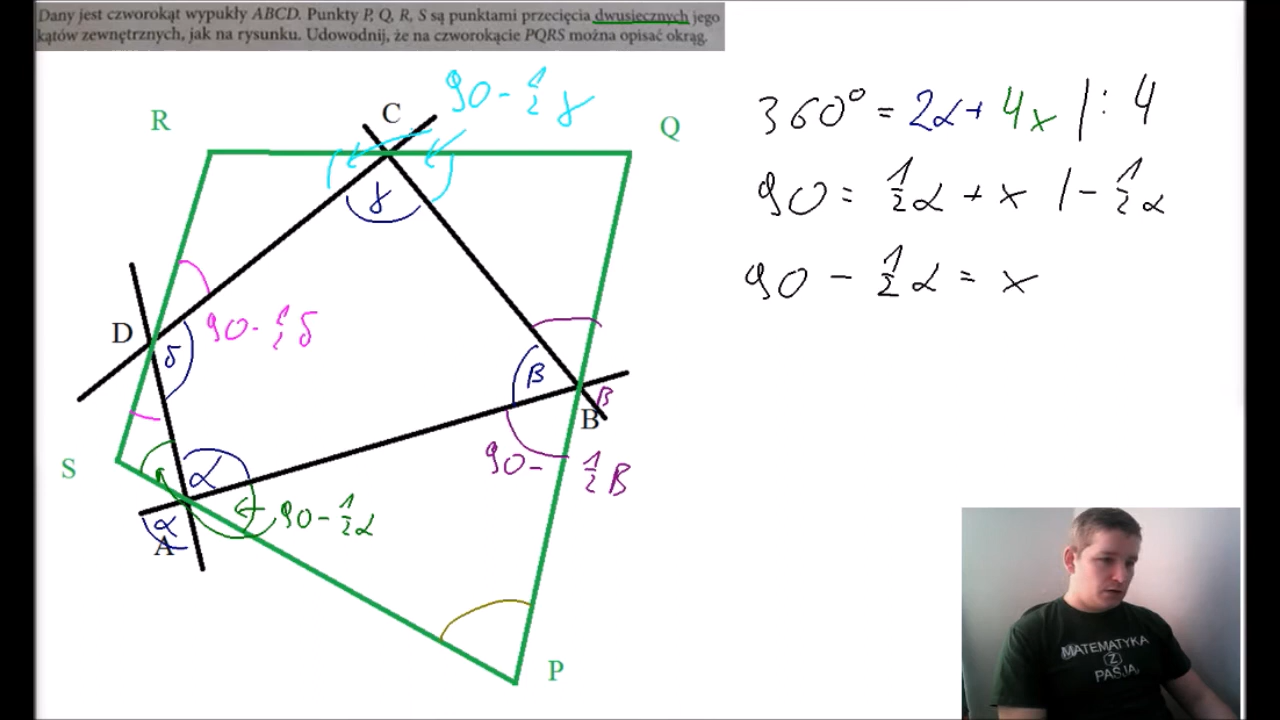 Dany jest czworokąt wypukły ABCD. Punkty P, Q, R, S są punktami przecięcia dwusiecznych jego
kątów zewnętrznych, jak na rysunku. Udowodnij, że na czworokącie PQRS można opisać okrąg.
90 - 1/2 γ
C
R
Q
γ
360° = 2α + 4x |: 4
90 = 1/2 α + x |- 1/2 α
90 - 1/2 α = x
D
δ
90 - 1/2 δ
β
B
β
S
α
90 - 1/2 β
90 - 1/2 α
α
A
P
MATEMATYKA
Z
PASJĄ